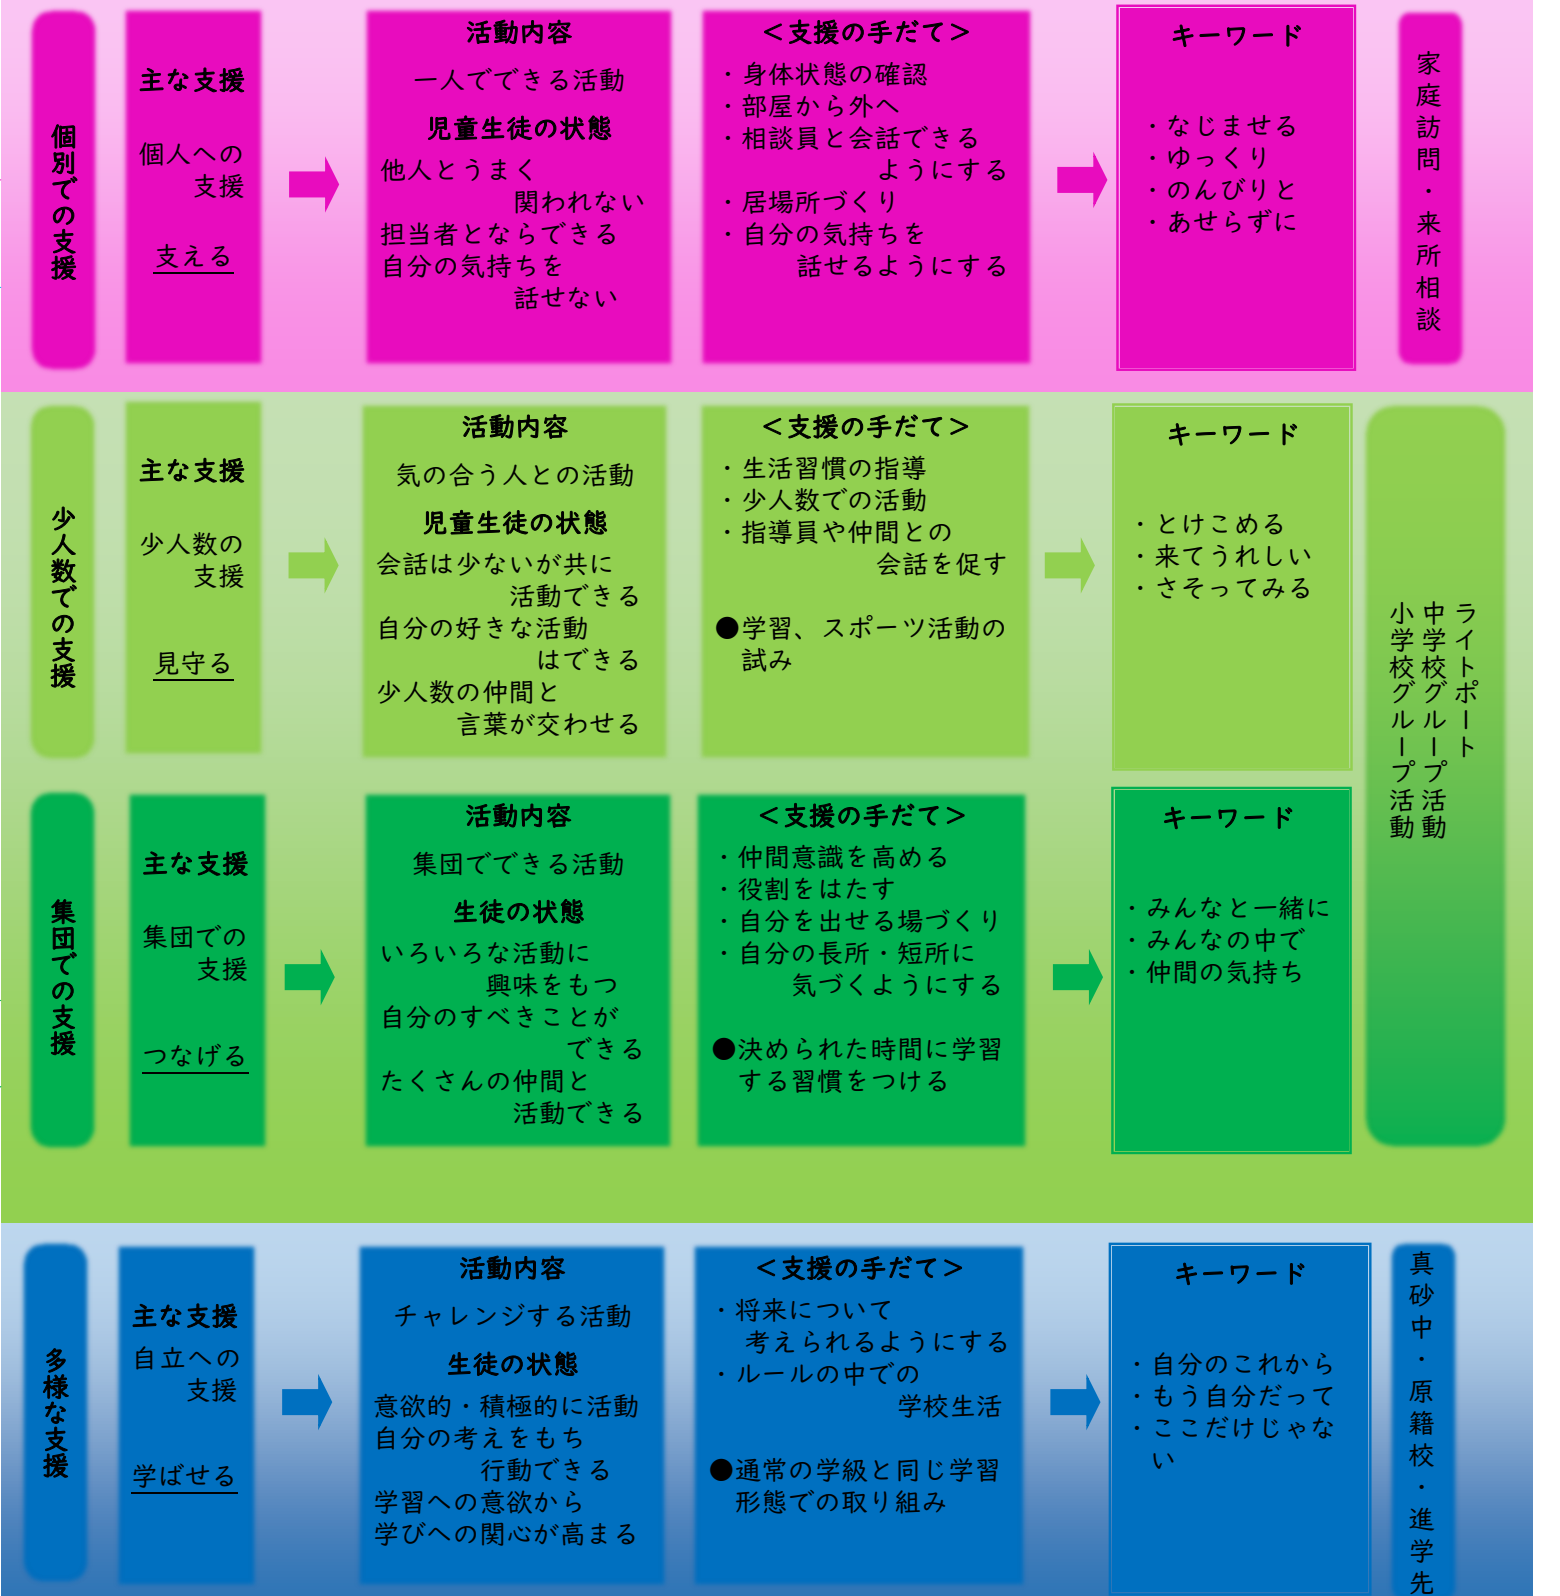 個別での支援
主な支援
個人への
支援
支える
活動内容
一人でできる活動
児童生徒の状態
他人とうまく
関われない
担当者とならできる
自分の気持ちを
話せない
＜支援の手だて＞
・身体状態の確認
・部屋から外へ
・相談員と会話できる
ようにする
・居場所づくり
・自分の気持ちを
話せるようにする
キーワード
・なじませる
・ゆっくり
・のんびりと
・あせらずに
家庭訪問・来所相談
少人数での支援
主な支援
少人数の
支援
見守る
活動内容
気の合う人との活動
児童生徒の状態
会話は少ないが共に
活動できる
自分の好きな活動
はできる
少人数の仲間と
言葉が交わせる
＜支援の手だて＞
・生活習慣の指導
・少人数での活動
・指導員や仲間との
会話を促す
●学習、スポーツ活動の
試み
キーワード
・とけこめる
・来てうれしい
・さそってみる
ライトポート
中学校グループ活動
小学校グループ活動
集団での支援
主な支援
集団での
支援
つなげる
活動内容
集団でできる活動
生徒の状態
いろいろな活動に
興味をもつ
自分のすべきことが
できる
たくさんの仲間と
活動できる
＜支援の手だて＞
・仲間意識を高める
・役割をはたす
・自分を出せる場づくり
・自分の長所・短所に
気づくようにする
●決められた時間に学習
する習慣をつける
キーワード
・みんなと一緒に
・みんなの中で
・仲間の気持ち
多様な支援
主な支援
自立への
支援
学ばせる
活動内容
チャレンジする活動
生徒の状態
意欲的・積極的に活動
自分の考えをもち
行動できる
学習への意欲から
学びへの関心が高まる
＜支援の手だて＞
・将来について
考えられるようにする
・ルールの中での
学校生活
●通常の学級と同じ学習
形態での取り組み
キーワード
・自分のこれから
・もう自分だって
・ここだけじゃな
い
真砂中・原籍校・進学先